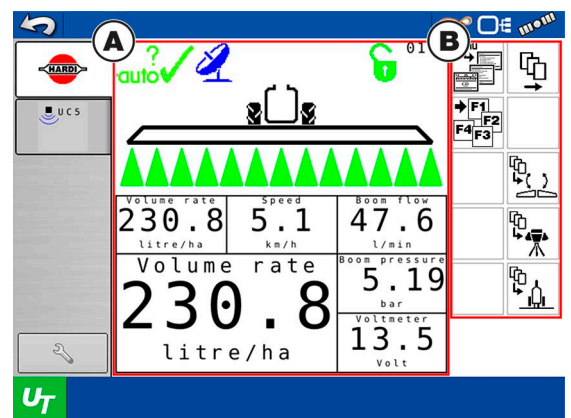 A
B
?
auto
01
nu
HARDI
UC5
F1
F2
F4
F3
Volume rate
230.8
litre/ha
Speed
5.1
km/h
Boom flow
47.6
l/min
Volume rate
230.8
litre/ha
Boom pressure
5.19
bar
Voltmeter
13.5
Volt
UT